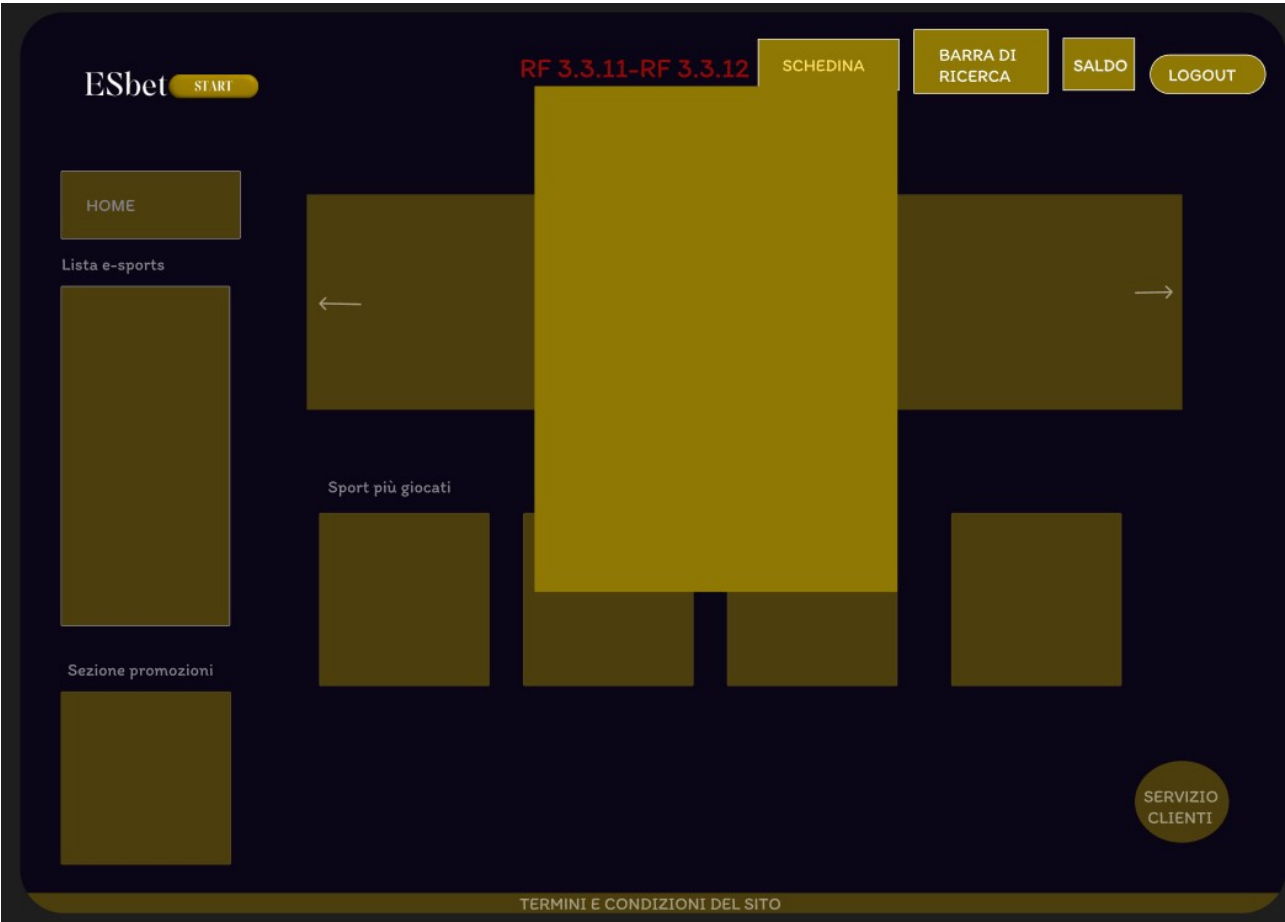 ESbet
START
RF 3.3.11-RF 3.3.12
SCHEDINA
BARRA DI
RICERCA
SALDO
LOGOUT
HOME
Lista e-sports
Sport più giocati
Sezione promozioni
SERVIZIO
CLIENTI
TERMINI E CONDIZIONI DEL SITO